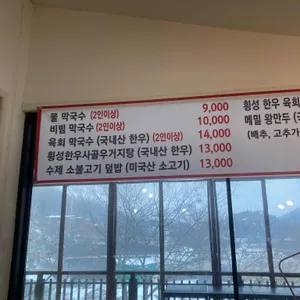 물 막국수 (2인이상) 9,000
비빔 막국수 (2인이상) 10,000
육회 막국수 (국내산 한우) (2인이상) 14,000
횡성한우사골우거지탕 (국내산 한우) 13,000
수제 소불고기 덮밥 (미국산 소고기) 13,000
횡성 한우 육회
메밀 왕만두 (
(배추, 고추가